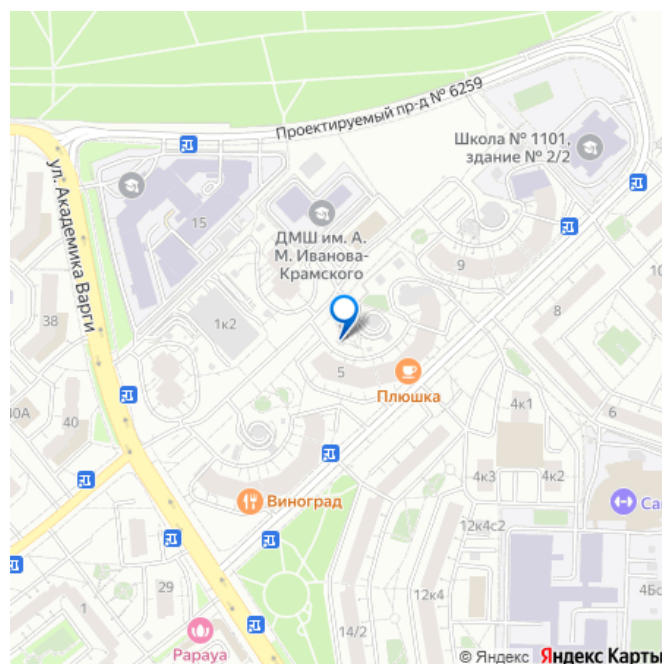 Проектируемый пр-д № 6259
Школа № 1101,
здание № 2/2
ул. Академика Варги
15
ДМШ им. А.
М. Иванова-
Крамского
9
10
38
1к2
8
5
Плюшка
4к1
6
40А
40
4к3
4к2
Виноград
12к4с2
29
12к4
1
14/2
Papaya
© Яндекс Яндекс Карты